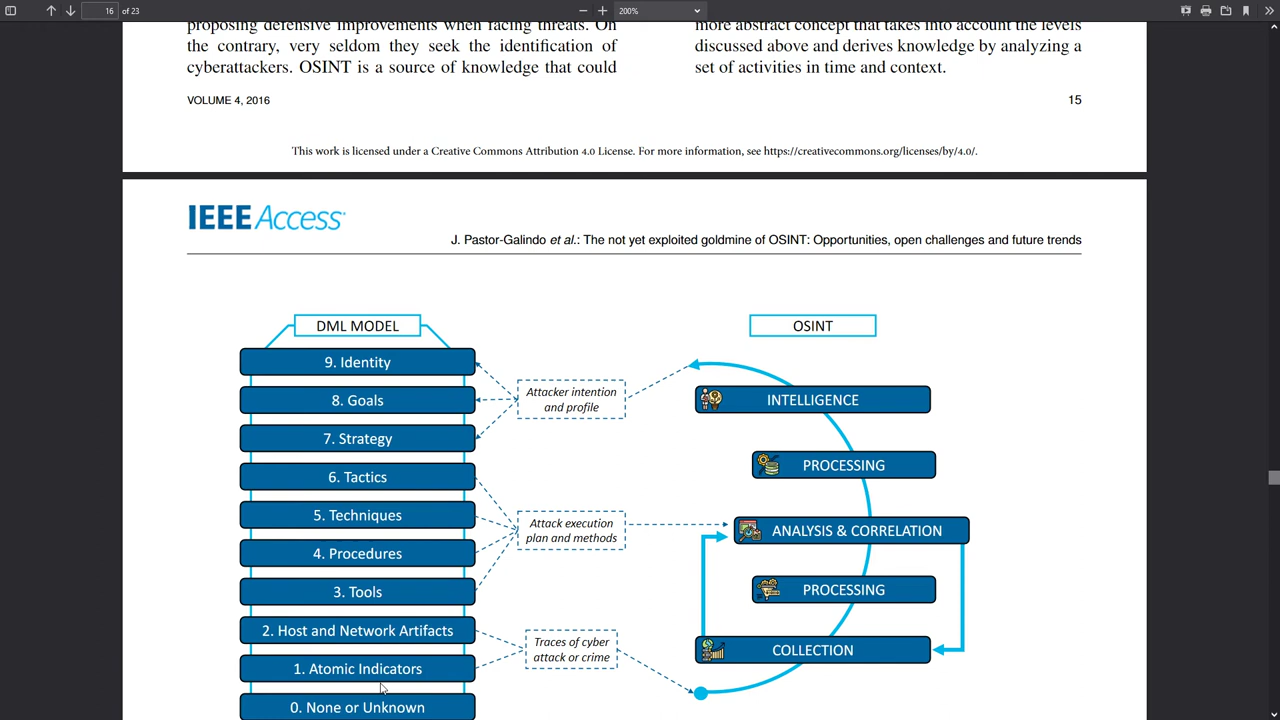 16 of 23
200%
proposing defensive improvements when facing threats. On
the contrary, very seldom they seek the identification of
cyberattackers. OSINT is a source of knowledge that could
more abstract concept that takes into account the levels
discussed above and derives knowledge by analyzing a
set of activities in time and context.
VOLUME 4, 2016
15
This work is licensed under a Creative Commons Attribution 4.0 License. For more information, see https://creativecommons.org/licenses/by/4.0/.
IEEE Access
J. Pastor-Galindo et al.: The not yet exploited goldmine of OSINT: Opportunities, open challenges and future trends
DML MODEL
9. Identity
8. Goals
7. Strategy
6. Tactics
5. Techniques
4. Procedures
3. Tools
2. Host and Network Artifacts
1. Atomic Indicators
0. None or Unknown
Attacker intention
and profile
Attack execution
plan and methods
Traces of cyber
attack or crime
OSINT
INTELLIGENCE
PROCESSING
ANALYSIS & CORRELATION
PROCESSING
COLLECTION